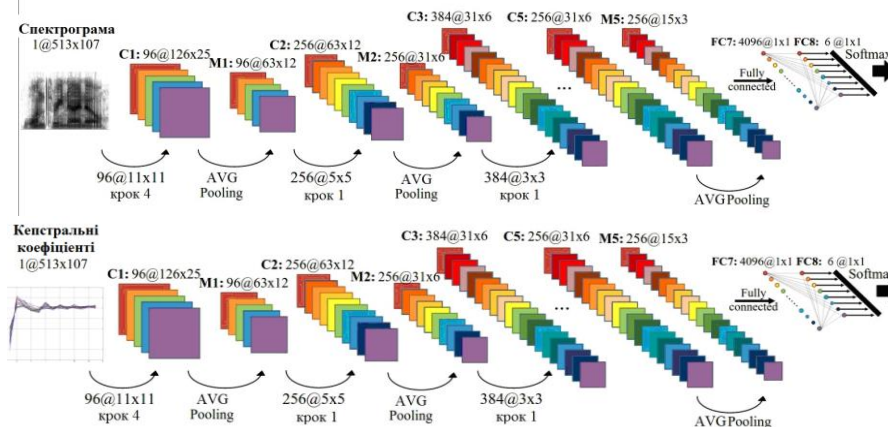 Спектрограма
1@513x107
C1: 96@126x25
M1: 96@63x12
C2: 256@63x12
M2: 256@31x6
C3: 384@31x6
C5: 256@31x6
M5: 256@15x3
FC7: 4096@1x1 FC8: 6 @1x1
Softmax
Fully
connected
...
96@11x11
крок 4
AVG
Pooling
256@5x5
крок 1
AVG
Pooling
384@3x3
крок 1
AVG Pooling
Кепстральні
коефіцієнті
1@513x107
C1: 96@126x25
M1: 96@63x12
C2: 256@63x12
M2: 256@31x6
C3: 384@31x6
C5: 256@31x6
M5: 256@15x3
FC7: 4096@1x1 FC8: 6 @1x1
Softmax
Fully
connected
...
96@11x11
крок 4
AVG
Pooling
256@5x5
крок 1
AVG
Pooling
384@3x3
крок 1
AVG Pooling